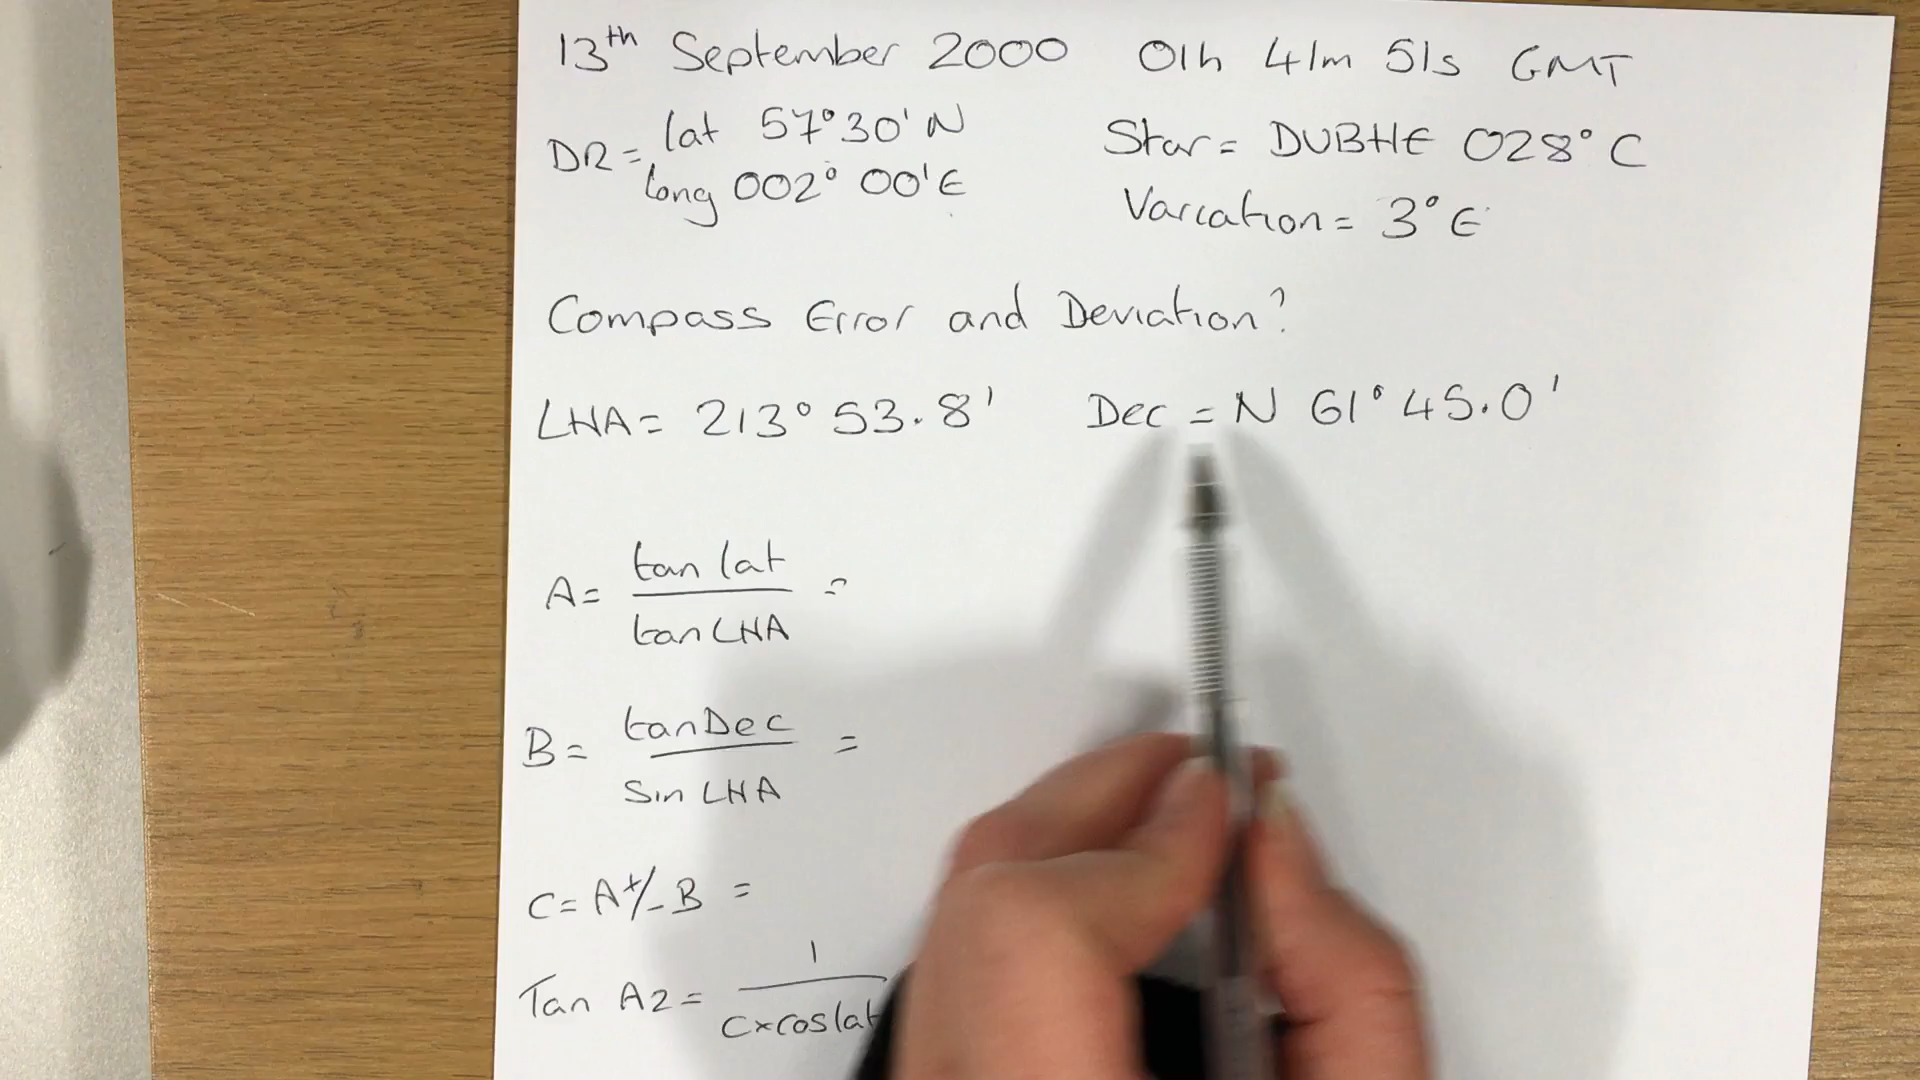 13th September 2000 01h 41m 51s GMT
DR = lat 57°30'N
long 002° 00'E
Star = DUBHE 028° C
Variation = 3° E
Compass Error and Deviation?
LHA = 213° 53.8' Dec = N 61° 45.0'
A = tan lat / tan LHA =
B = tan Dec / Sin LHA =
C = A +/- B =
Tan Az = 1 / C×cos lat